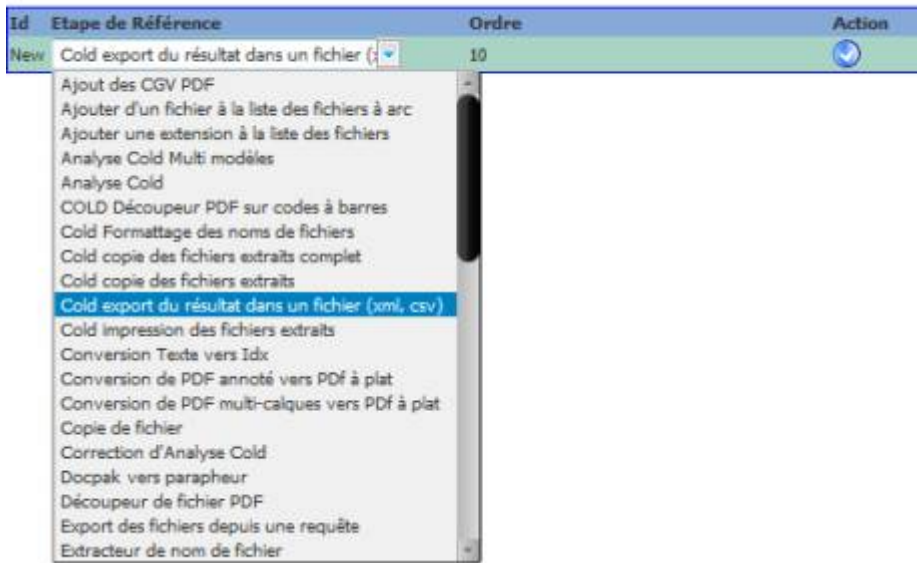 Id Etape de Référence Ordre Action
New Cold export du résultat dans un fichier (x 10
Ajout des CGV PDF
Ajouter d'un fichier à la liste des fichiers à arc
Ajouter une extension à la liste des fichiers
Analyse Cold Multi modèles
Analyse Cold
COLD Découpeur PDF sur codes à barres
Cold Formattage des noms de fichiers
Cold copie des fichiers extraits complet
Cold copie des fichiers extraits
Cold export du résultat dans un fichier (xml, csv)
Cold impression des fichiers extraits
Conversion Texte vers Idx
Conversion de PDF annoté vers PDf à plat
Conversion de PDF multi-calques vers PDf à plat
Copie de fichier
Correction d'Analyse Cold
Docpak vers parapheur
Découpeur de fichier PDF
Export des fichiers depuis une requête
Extracteur de nom de fichier